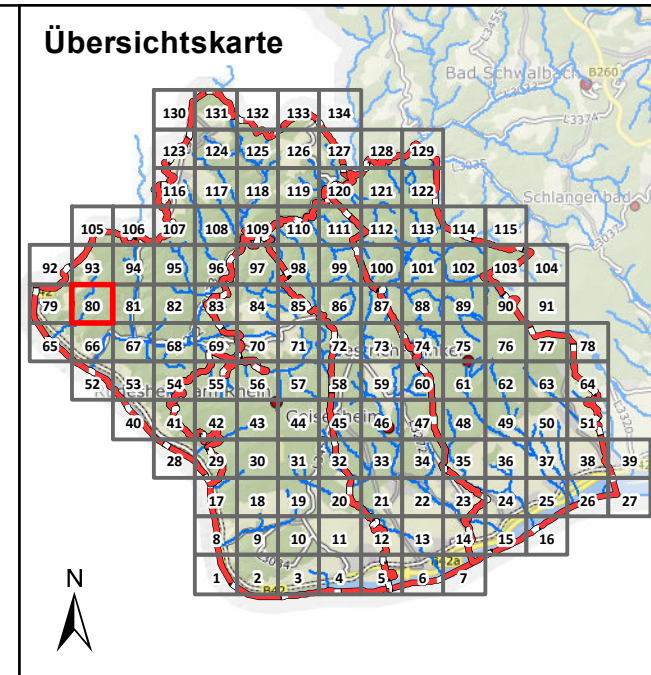 Übersichtskarte
L3455
Bad Schwalbach
B260
130 131 132 133 134
L3374
123 124 125 126 127 128 129
L3035
116 117 118 119 120 121 122
Schlangenbad
105 106 107 108 109 110 111 112 113 114 115
L3037
92 93 94 95 96 97 98 99 100 101 102 103 104
79 80 81 82 83 84 85 86 87 88 89 90 91
65 66 67 68 69 70 71 72 73 74 75 76 77 78
52 53 54 55 56 57 58 59 60 61 62 63 64
Geisenheim
L3320
40 41 42 43 44 45 46 47 48 49 50 51
28 29 30 31 32 33 34 35 36 37 38 39
17 18 19 20 21 22 23 24 25 26 27
8 9 10 11 12 13 14 15 16
L3034
B42a
1 2 3 4 5 6 7
B42
N